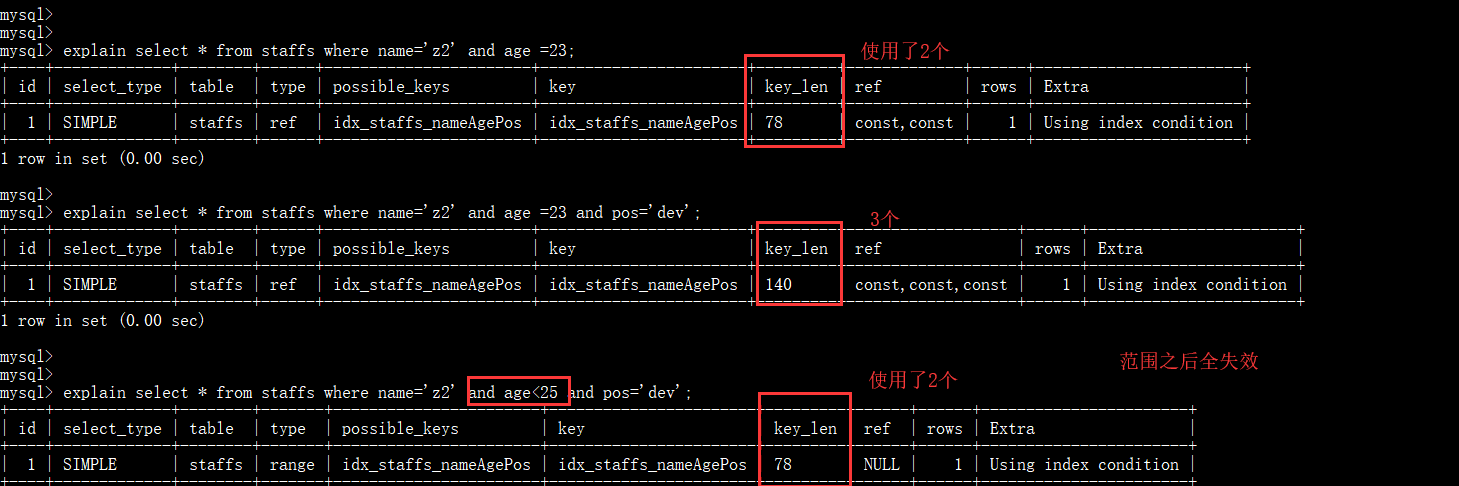 mysql>
mysql>
mysql> explain select * from staffs where name='z2' and age =23; 使用了2个
+----+-------------+--------+------+-----------------------+-----------------------+---------+-------------+------+-----------------------+
| id | select_type | table | type | possible_keys | key | key_len | ref | rows | Extra |
| 1 | SIMPLE | staffs | ref | idx_staffs_nameAgePos | idx_staffs_nameAgePos | 78 | const,const | 1 | Using index condition |
1 row in set (0.00 sec)
mysql>
mysql> explain select * from staffs where name='z2' and age =23 and pos='dev'; 3个
| id | select_type | table | type | possible_keys | key | key_len | ref | rows | Extra |
| 1 | SIMPLE | staffs | ref | idx_staffs_nameAgePos | idx_staffs_nameAgePos | 140 | const,const,const | 1 | Using index condition |
1 row in set (0.00 sec)
mysql>
范围之后全失效
mysql>
mysql> explain select * from staffs where name='z2' and age<25 and pos='dev'; 使用了2个
| id | select_type | table | type | possible_keys | key | key_len | ref | rows | Extra |
| 1 | SIMPLE | staffs | range | idx_staffs_nameAgePos | idx_staffs_nameAgePos | 78 | NULL | 1 | Using index condition |